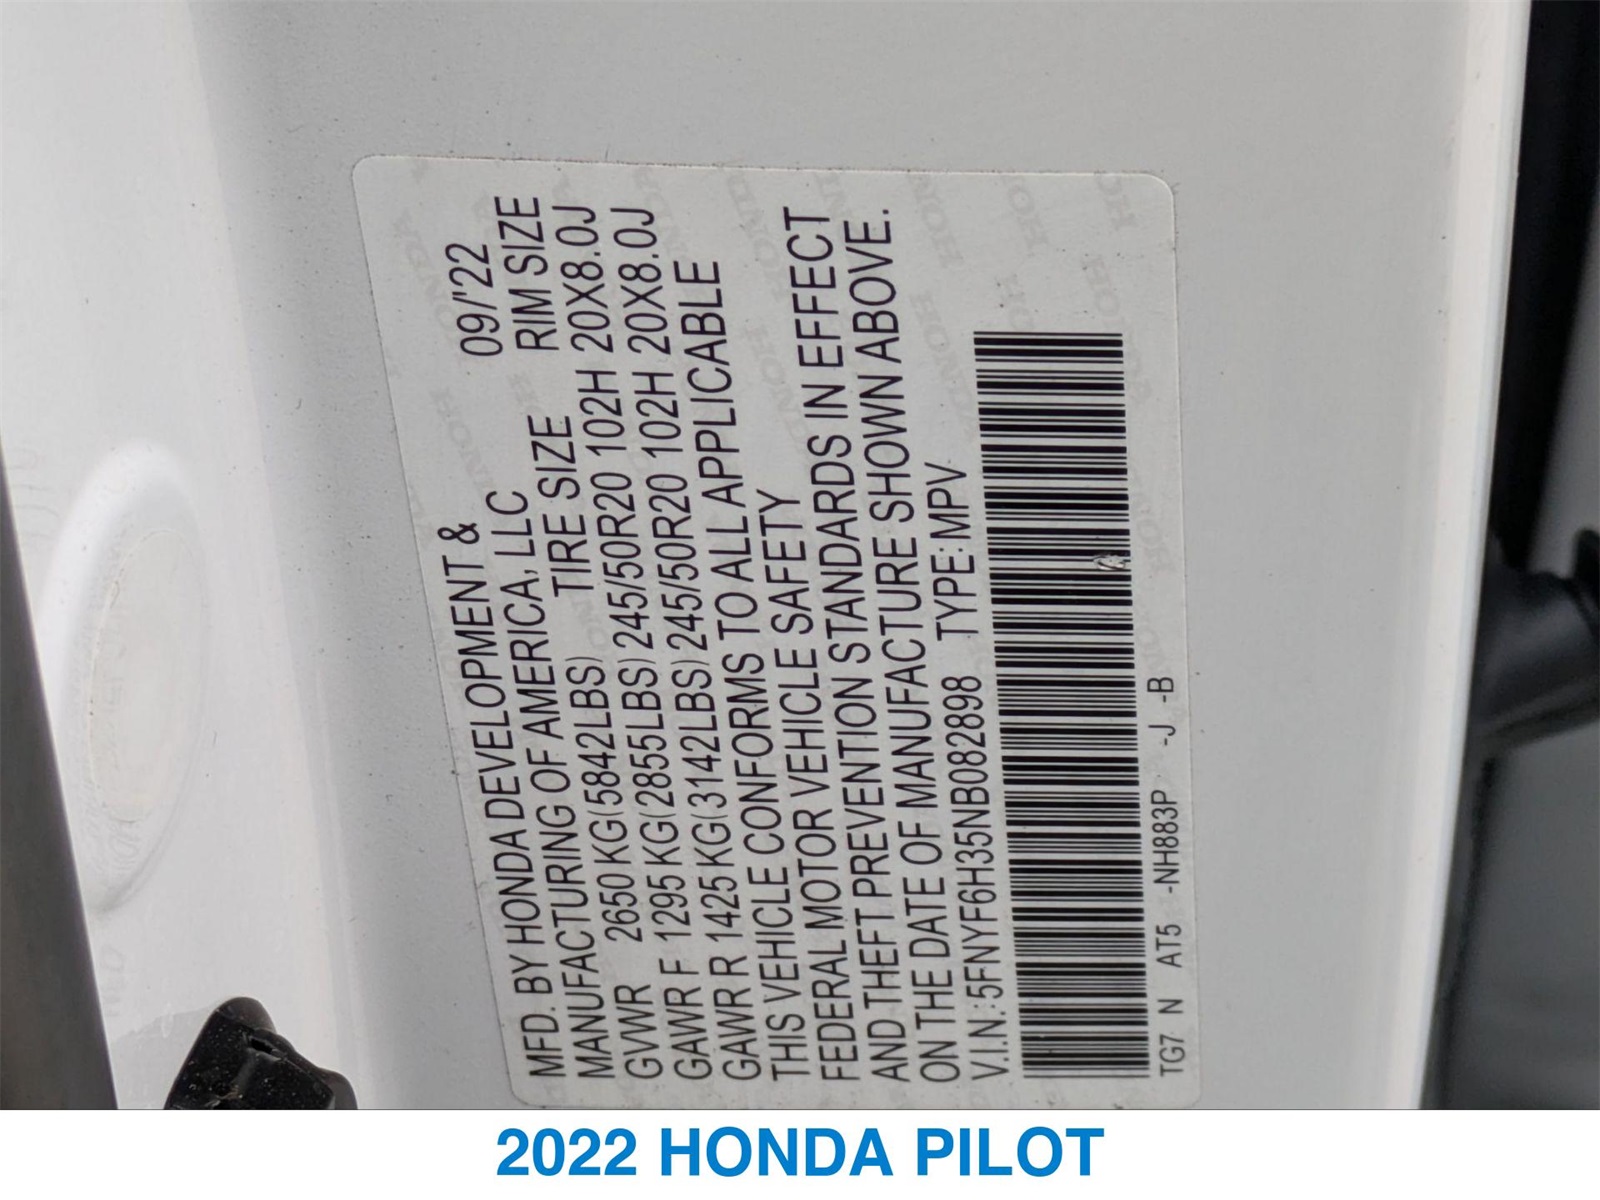 MFD. BY HONDA DEVELOPMENT & 09/'22
MANUFACTURING OF AMERICA, LLC RIM SIZE
GVWR 2650 KG(5842LBS) TIRE SIZE
GAWR F 1295 KG(2855LBS) 245/50R20 102H 20X8.0J
GAWR R 1425 KG(3142LBS) 245/50R20 102H 20X8.0J
THIS VEHICLE CONFORMS TO ALL APPLICABLE
FEDERAL MOTOR VEHICLE SAFETY
AND THEFT PREVENTION STANDARDS IN EFFECT
ON THE DATE OF MANUFACTURE SHOWN ABOVE.
V.I.N.: 5FNYF6H35NB082898 TYPE: MPV
TG7 N AT5 -NH883P -J -B
2022 HONDA PILOT